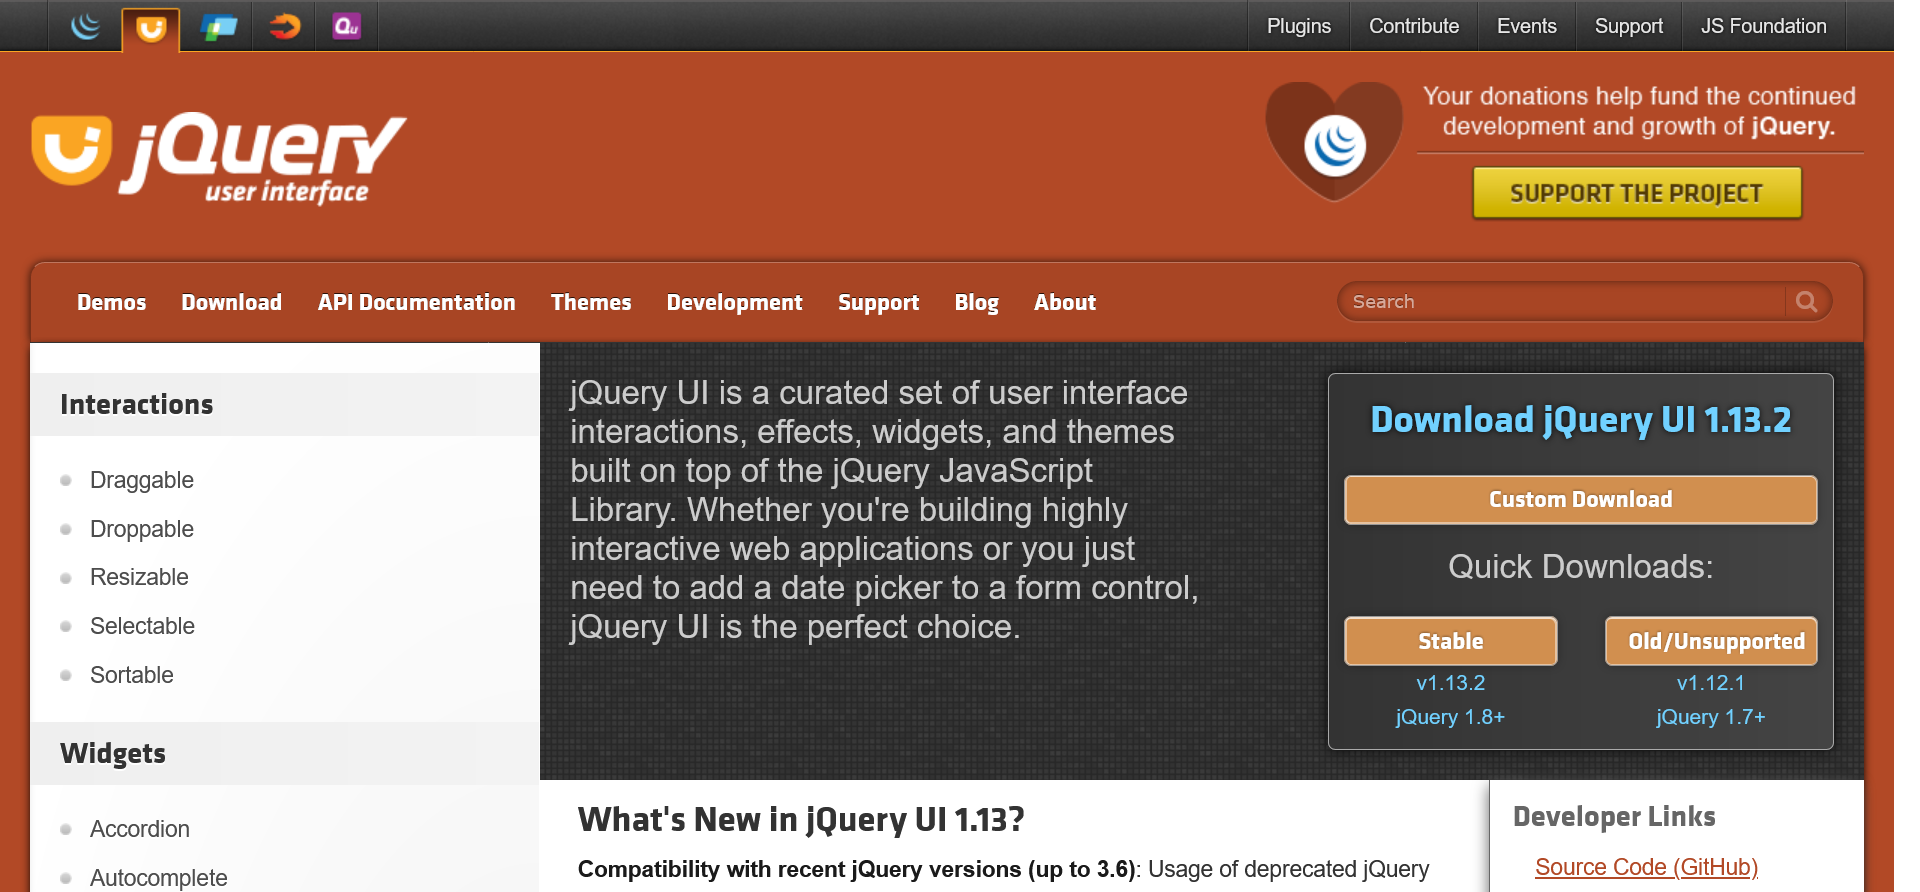 Qu
Plugins
Contribute
Events
Support
JS Foundation
jQuery
user interface
Your donations help fund the continued
development and growth of jQuery.
SUPPORT THE PROJECT
Demos
Download
API Documentation
Themes
Development
Support
Blog
About
Search
Interactions
Draggable
Droppable
Resizable
Selectable
Sortable
Widgets
Accordion
Autocomplete
jQuery UI is a curated set of user interface
interactions, effects, widgets, and themes
built on top of the jQuery JavaScript
Library. Whether you're building highly
interactive web applications or you just
need to add a date picker to a form control,
jQuery UI is the perfect choice.
Download jQuery UI 1.13.2
Custom Download
Quick Downloads:
Stable
v1.13.2
jQuery 1.8+
Old/Unsupported
v1.12.1
jQuery 1.7+
What's New in jQuery UI 1.13?
Compatibility with recent jQuery versions (up to 3.6): Usage of deprecated jQuery
Developer Links
Source Code (GitHub)